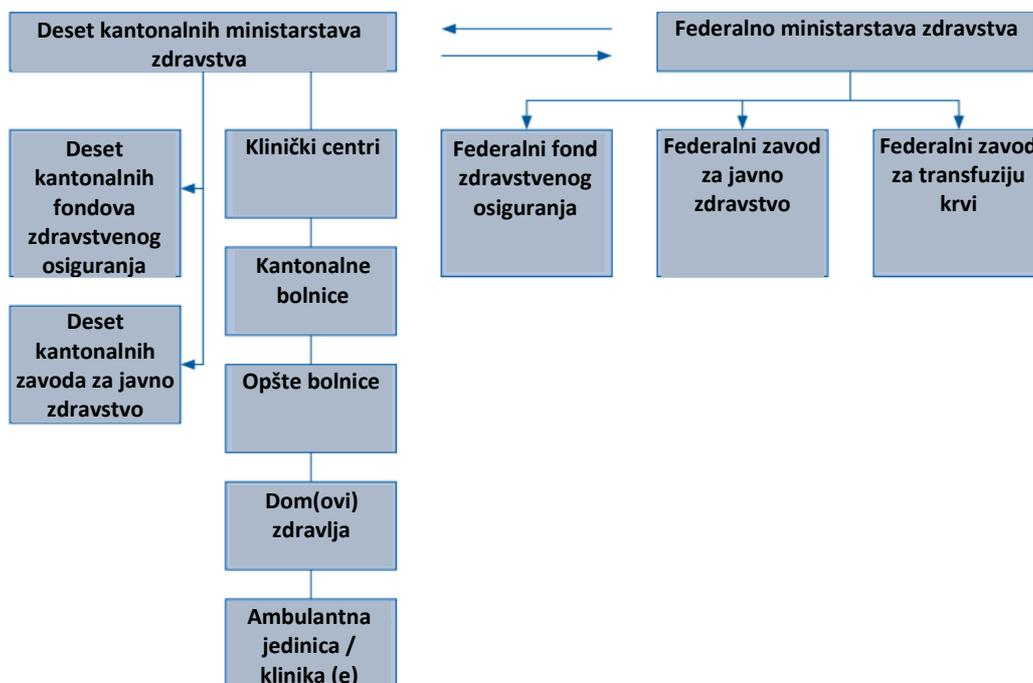 Deset kantonalnih ministarstava
zdravstva
Federalno ministarstava zdravstva
Deset
kantonalnih
fondova
zdravstvenog
osiguranja
Klinički centri
Federalni fond
zdravstvenog
osiguranja
Federalni zavod
za javno
zdravstvo
Federalni zavod
za transfuziju
krvi
Kantonalne
bolnice
Deset
kantonalnih
zavoda za javno
zdravstvo
Opšte bolnice
Dom(ovi)
zdravlja
Ambulantna
jedinica /
klinika (e)